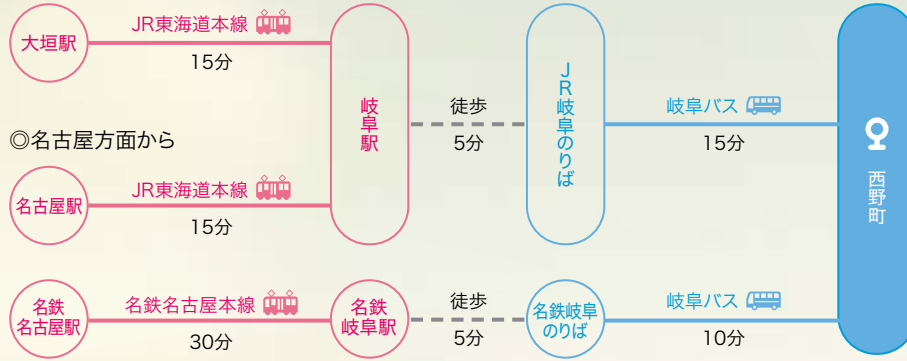 大垣駅
JR東海道本線
15分
◎名古屋方面から
名古屋駅
JR東海道本線
15分
岐阜駅
徒歩
5分
JR岐阜のりば
岐阜バス
15分
名鉄
名古屋駅
名鉄名古屋本線
30分
名鉄
岐阜駅
徒歩
5分
名鉄岐阜
のりば
岐阜バス
10分
西野町